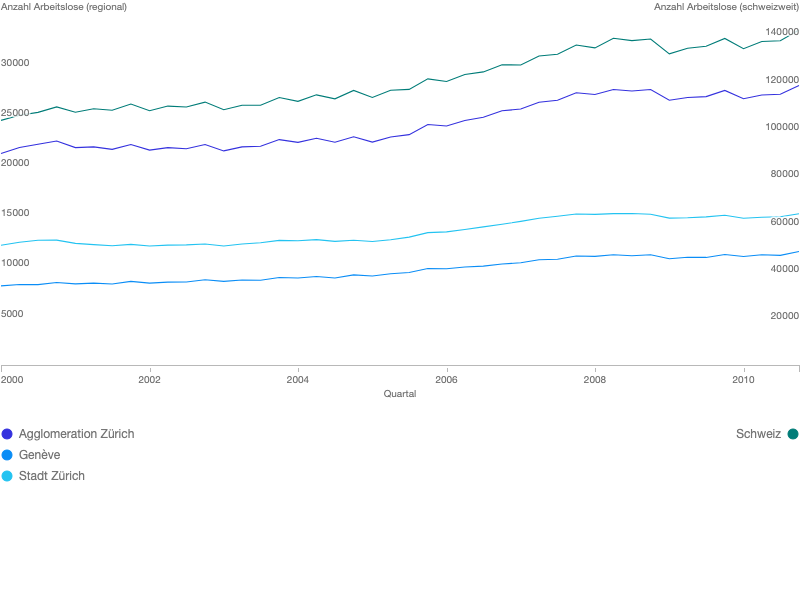 Anzahl Arbeitslose (regional)
Anzahl Arbeitslose (schweizweit)
140000
30000
120000
25000
100000
20000
80000
15000
60000
10000
40000
5000
20000
2000 2002 2004 2006 2008 2010
Quartal
Agglomeration Zürich
Schweiz
Genève
Stadt Zürich